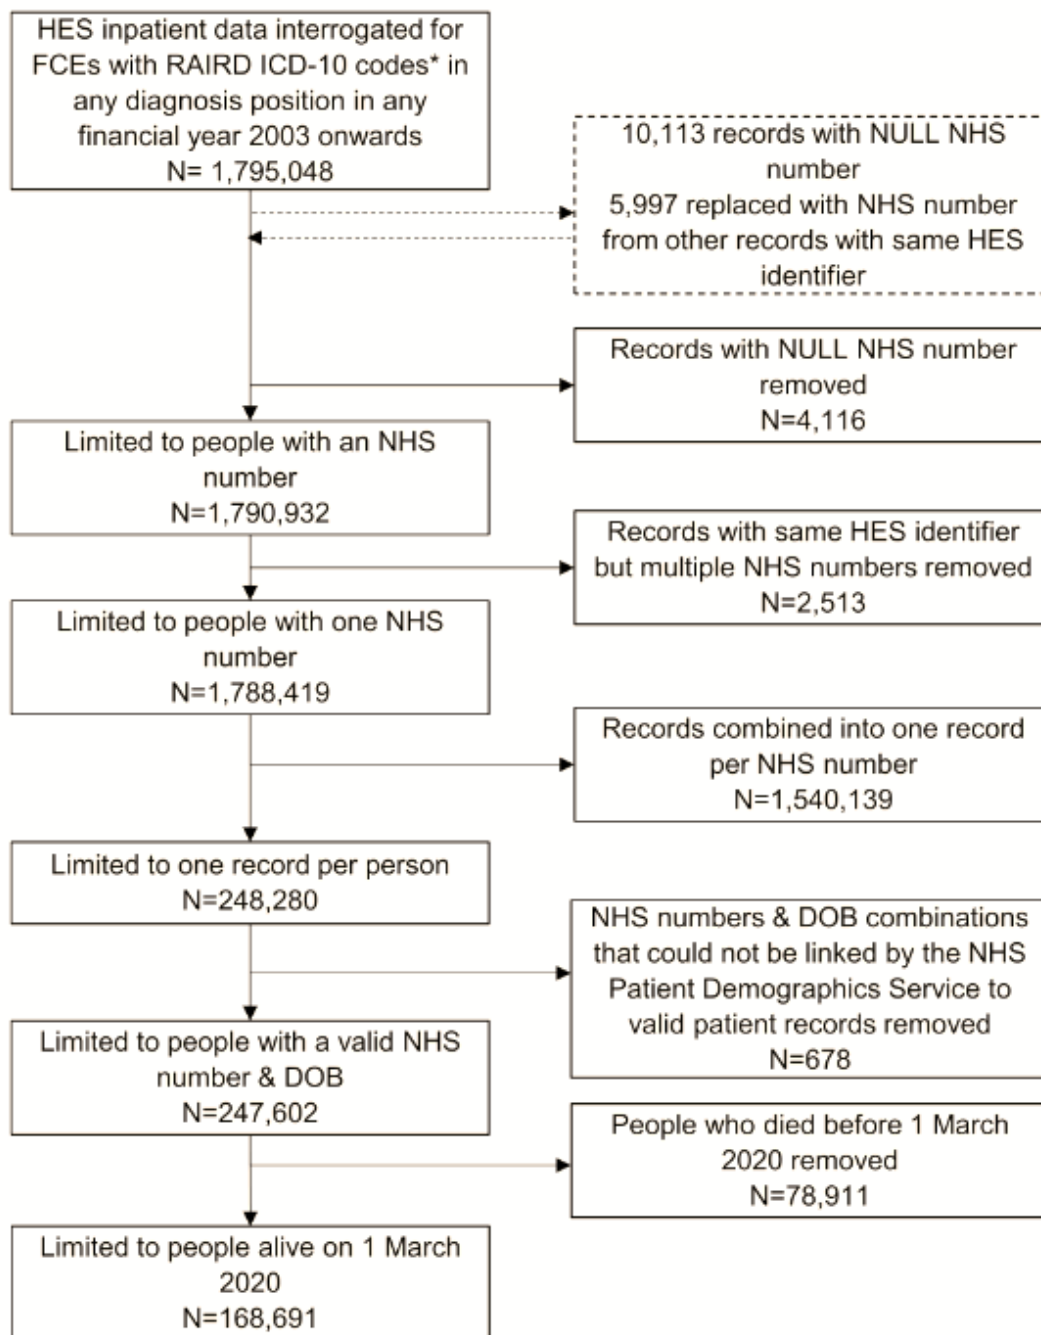 HES inpatient data interrogated for
FCEs with RAIRD ICD-10 codes* in
any diagnosis position in any
financial year 2003 onwards
N= 1,795,048
10,113 records with NULL NHS
number
5,997 replaced with NHS number
from other records with same HES
identifier
Records with NULL NHS number
removed
N=4,116
Limited to people with an NHS
number
N=1,790,932
Records with same HES identifier
but multiple NHS numbers removed
N=2,513
Limited to people with one NHS
number
N=1,788,419
Records combined into one record
per NHS number
N=1,540,139
Limited to one record per person
N=248,280
NHS numbers & DOB combinations
that could not be linked by the NHS
Patient Demographics Service to
valid patient records removed
N=678
Limited to people with a valid NHS
number & DOB
N=247,602
People who died before 1 March
2020 removed
N=78,911
Limited to people alive on 1 March
2020
N=168,691